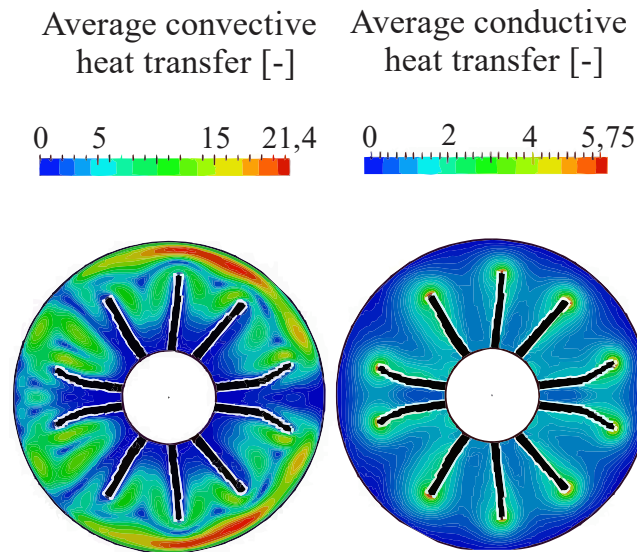 Average convective
heat transfer [-]
0 5 15 21,4
Average conductive
heat transfer [-]
0 2 4 5,75